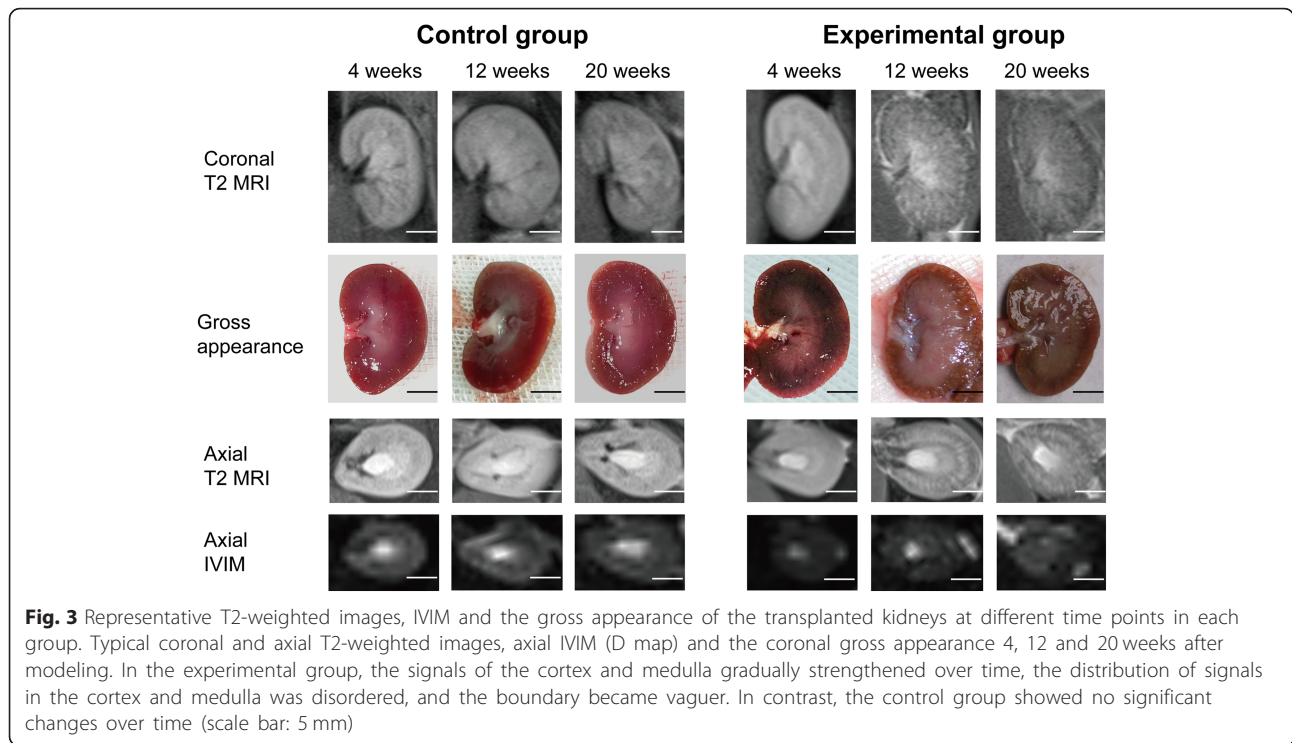 Control group
Experimental group
4 weeks
12 weeks
20 weeks
4 weeks
12 weeks
20 weeks
Coronal
T2 MRI
Gross
appearance
Axial
T2 MRI
Axial
IVIM
Fig. 3 Representative T2-weighted images, IVIM and the gross appearance of the transplanted kidneys at different time points in each
group. Typical coronal and axial T2-weighted images, axial IVIM (D map) and the coronal gross appearance 4, 12 and 20 weeks after
modeling. In the experimental group, the signals of the cortex and medulla gradually strengthened over time, the distribution of signals
in the cortex and medulla was disordered, and the boundary became vaguer. In contrast, the control group showed no significant
changes over time (scale bar: 5 mm)